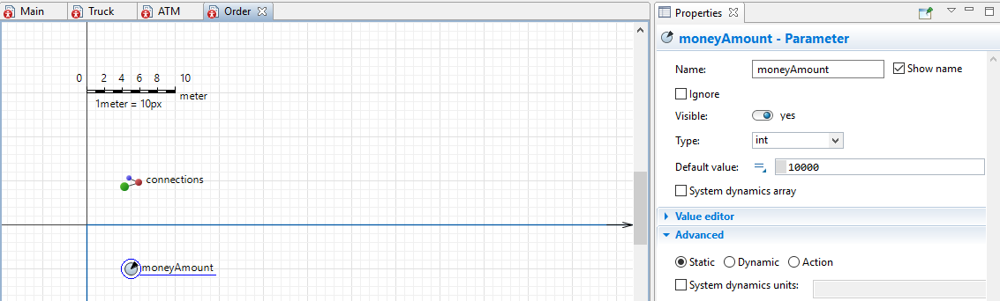 Main
Truck
ATM
Order
0 2 4 6 8 10
meter
1meter = 10px
connections
moneyAmount
Properties
moneyAmount - Parameter
Name: moneyAmount Show name
Ignore
Visible: yes
Type: int
Default value: 10000
System dynamics array
Value editor
Advanced
Static Dynamic Action
System dynamics units: